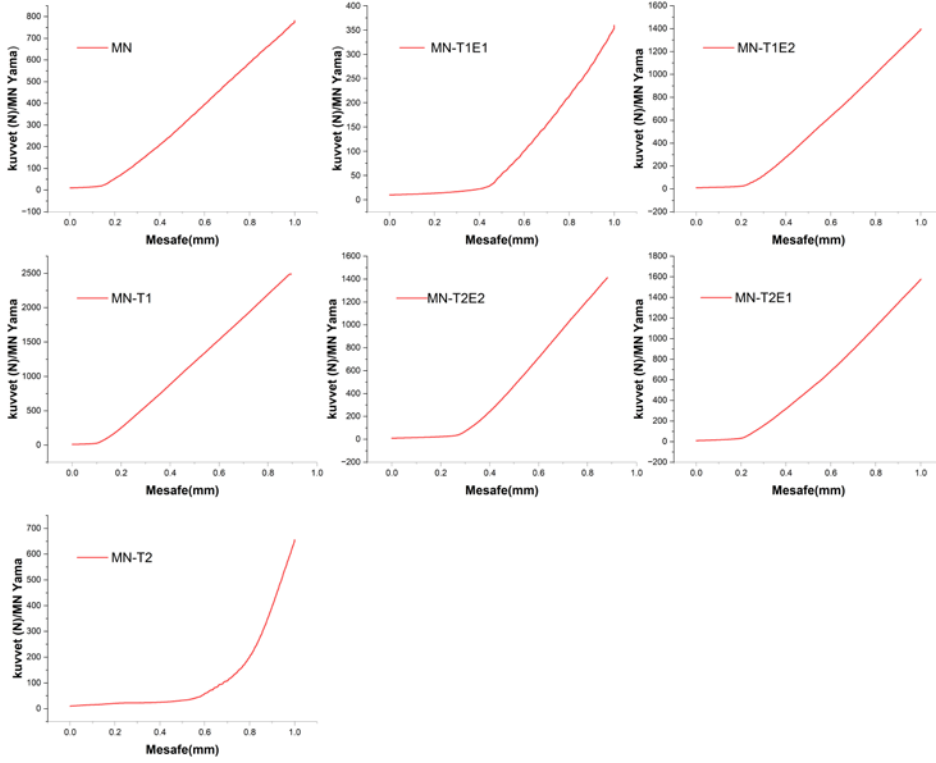 800
700
600
500
400
300
200
100
0
−100
kuvvet (N)/MN Yama
MN
0.0 0.2 0.4 0.6 0.8 1.0
Mesafe(mm)
400
350
300
250
200
150
100
50
0
kuvvet (N)/MN Yama)
MN-T1E1
0.0 0.2 0.4 0.6 0.8 1.0
Mesafe(mm)
1600
1400
1200
1000
800
600
400
200
0
−200
kuvvet (N)/MN Yama
MN-T1E2
0.0 0.2 0.4 0.6 0.8 1.0
Mesafe(mm)
2500
2000
1500
1000
500
0
kuvvet (N)/MN Yama
MN-T1
0.0 0.2 0.4 0.6 0.8 1.0
Mesafe(mm)
1600
1400
1200
1000
800
600
400
200
0
−200
kuvvet (N)/MN Yama
MN-T2E2
0.0 0.2 0.4 0.6 0.8 1.0
Mesafe(mm)
1800
1600
1400
1200
1000
800
600
400
200
0
−200
kuvvet (N)/MN Yama
MN-T2E1
0.0 0.2 0.4 0.6 0.8 1.0
Mesafe(mm)
700
600
500
400
300
200
100
0
kuvvet (N)/MN Yama
MN-T2
0.0 0.2 0.4 0.6 0.8 1.0
Mesafe(mm)